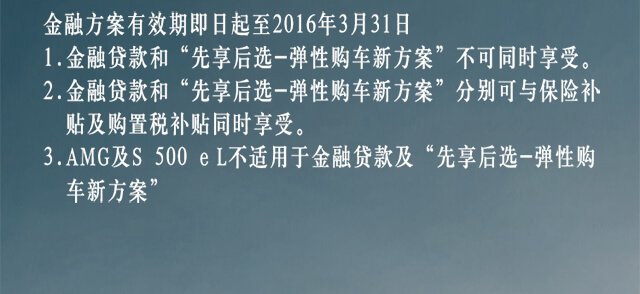 金融方案有效期即日起至2016年3月31日
1.金融贷款和“先享后选-弹性购车新方案”不可同时享受。
2.金融贷款和“先享后选-弹性购车新方案”分别可与保险补
贴及购置税补贴同时享受。
3.AMG及S 500 e L不适用于金融贷款及“先享后选-弹性购
车新方案”